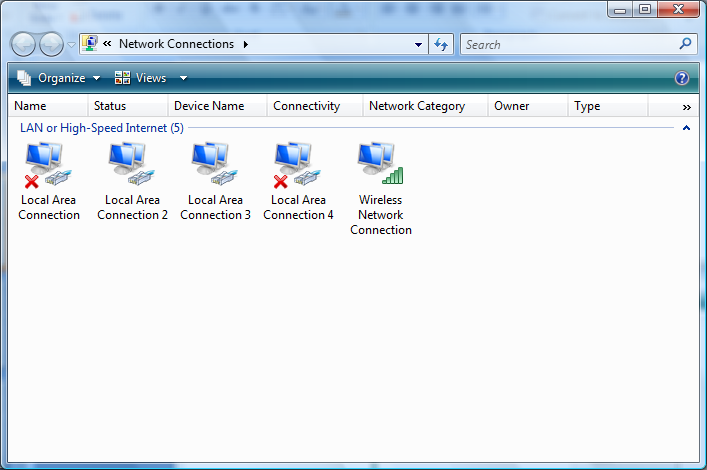 « Network Connections
Search
Organize Views
Name Status Device Name Connectivity Network Category Owner Type »
LAN or High-Speed Internet (5)
Local Area Connection
Local Area Connection 2
Local Area Connection 3
Local Area Connection 4
Wireless Network Connection